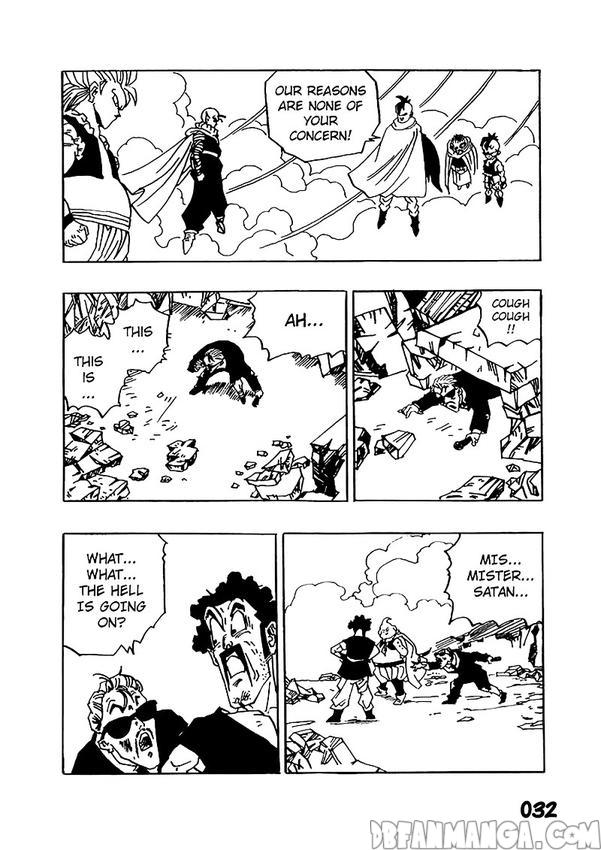 OUR REASONS
ARE NONE OF
YOUR
CONCERN!
COUGH
COUGH
!!
AH...
THIS
...
THIS
IS
...
MIS...
MISTER...
SATAN...
WHAT...
WHAT...
THE HELL
IS GOING
ON?
032
DBFANMANGA.COM